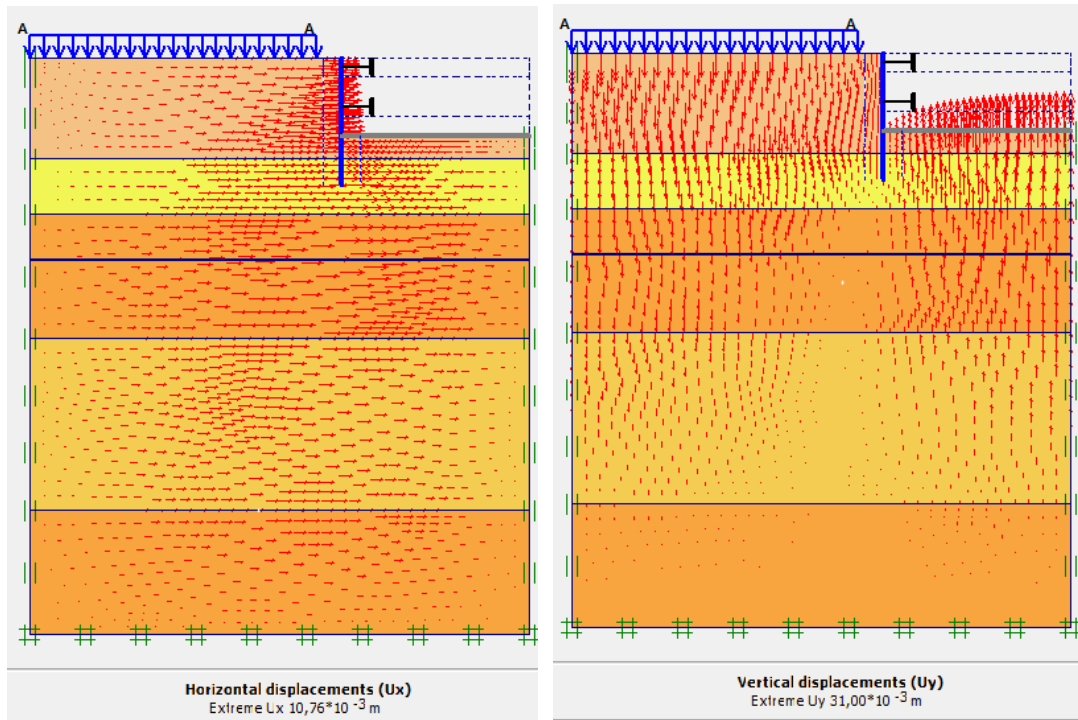 A A
A A
Horizontal displacements (Ux)
Extreme Ux 10,76*10 -3 m
Vertical displacements (Uy)
Extreme Uy 31,00*10 -3 m